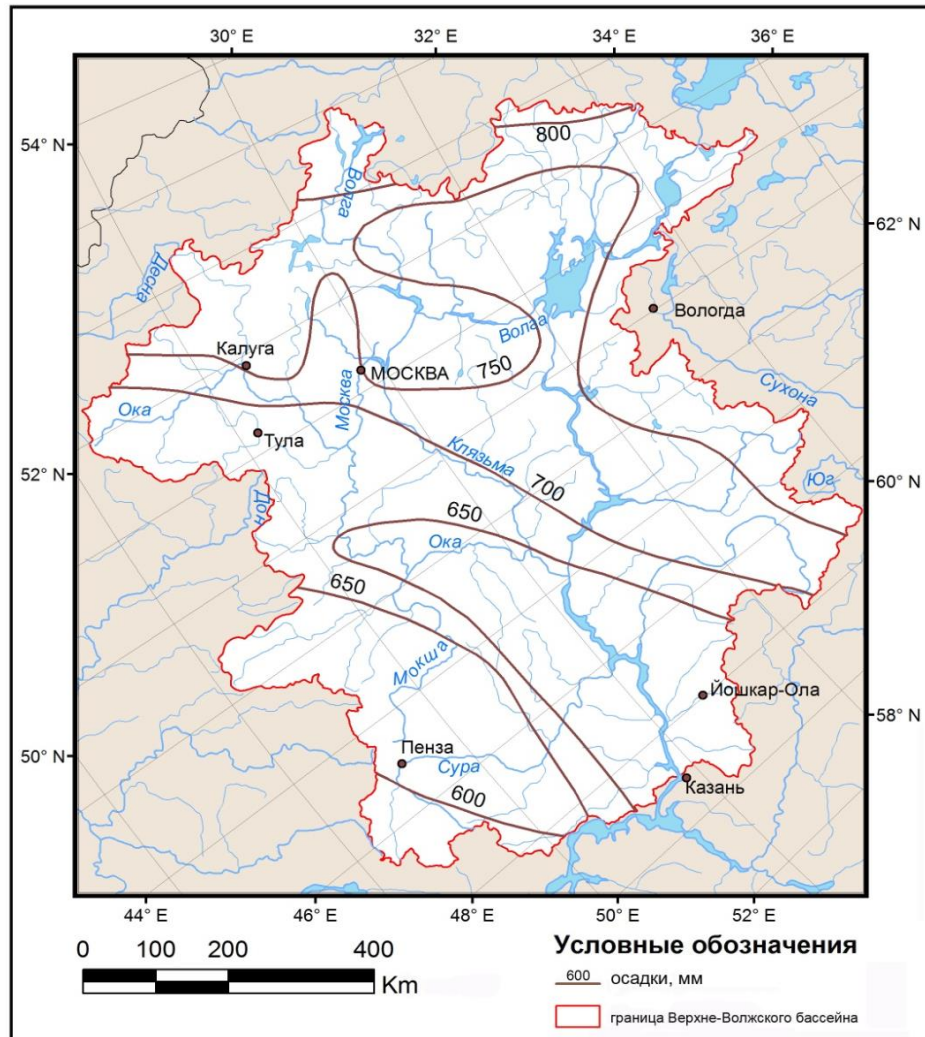 30° E
32° E
34° E
36° E
54° N
800
Волга
62° N
Десна
Вологда
Волга
Калуга
750
МОСКВА
Сухона
Ока
Москва
Тула
Клязьма
52° N
700
Юг
60° N
Дон
650
Ока
650
Мокша
Йошкар-Ола
58° N
Пенза
50° N
Сура
Казань
600
44° E
46° E
48° E
50° E
52° E
0
100
200
400
Km
Условные обозначения
600 осадки, мм
граница Верхне-Волжского бассейна